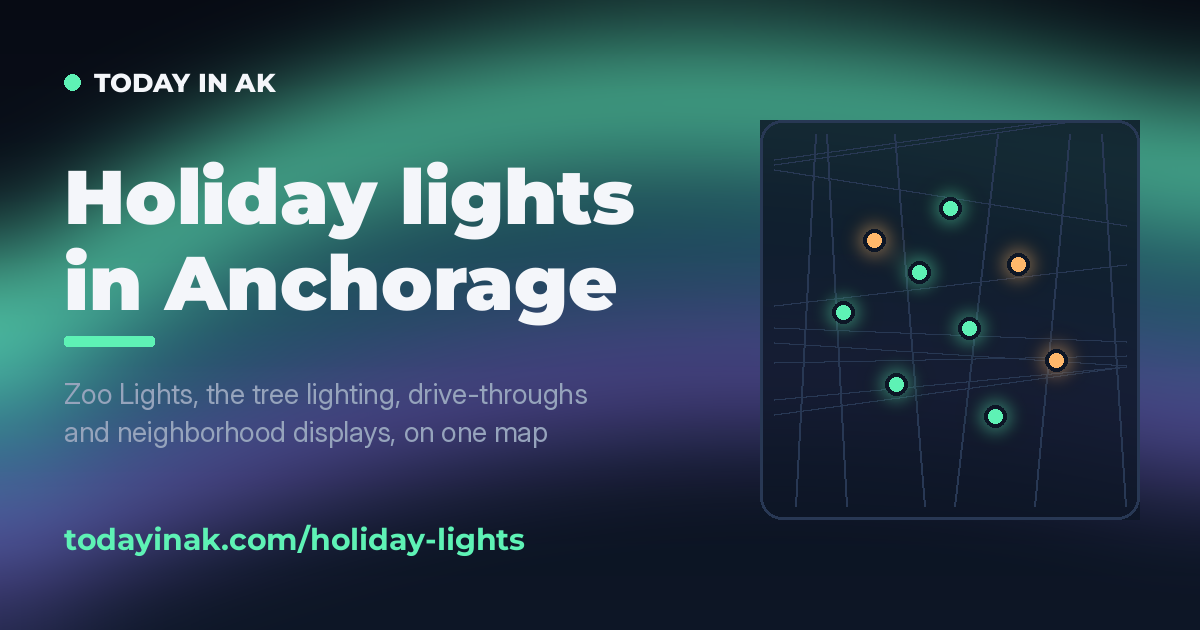 TODAY IN AK
Holiday lights
in Anchorage
Zoo Lights, the tree lighting, drive-throughs
and neighborhood displays, on one map
todayinak.com/holiday-lights